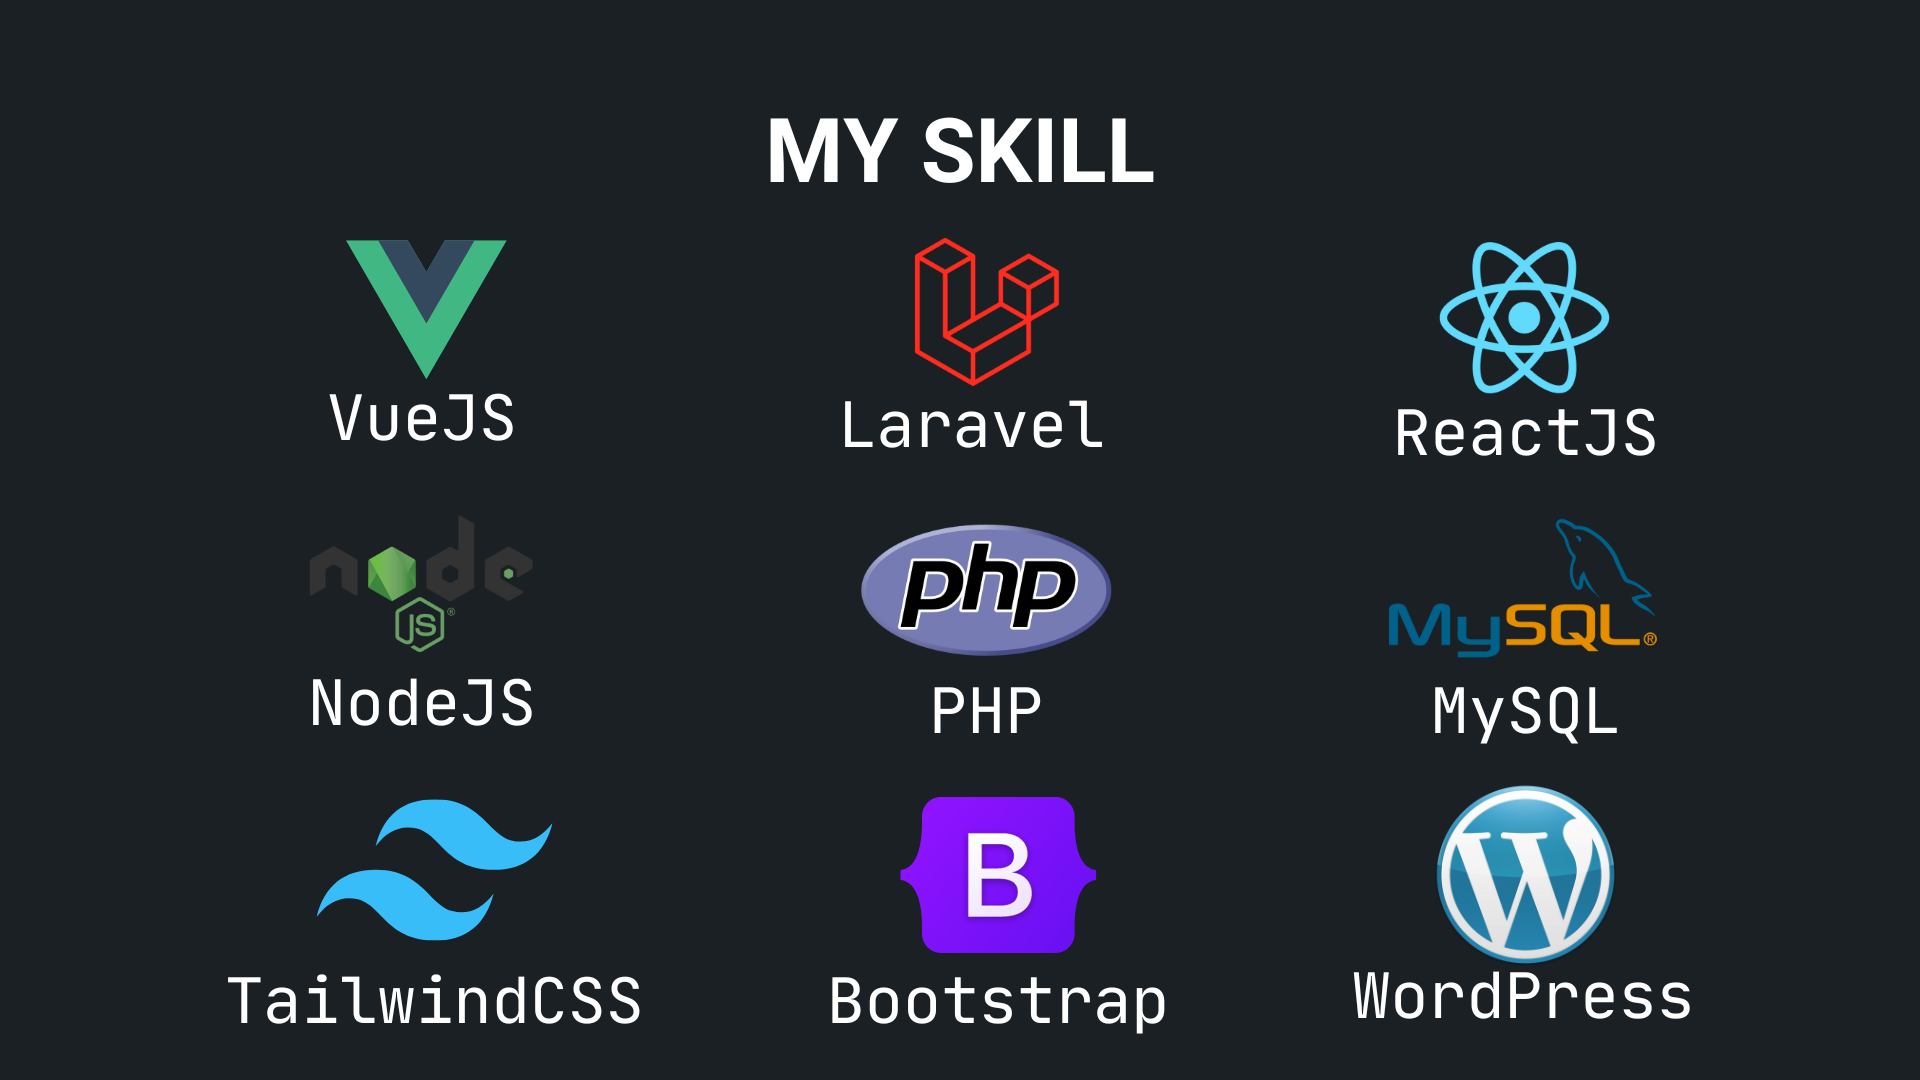 MY SKILL
VueJS
Laravel
ReactJS
node
JS®
NodeJS
php
PHP
MySQL®
MySQL
TailwindCSS
B
Bootstrap
W
WordPress